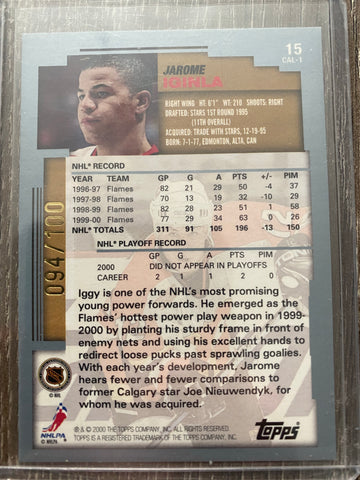 15
CAL-1
JAROME
IGINLA
RIGHT WING HT: 6'1" WT: 210 SHOOTS: RIGHT
DRAFTED: STARS 1ST ROUND 1995
(11TH OVERALL)
ACQUIRED: TRADE WITH STARS, 12-19-95
BORN: 7-1-77, EDMONTON, ALTA, CAN
NHL® RECORD
YEAR TEAM GP G A PTS +/- PIM
1996-97 Flames 82 21 29 50 -4 37
1997-98 Flames 70 13 19 32 -10 29
1998-99 Flames 82 28 23 51 1 58
1999-00 Flames 77 29 34 63 0 26
NHL® TOTALS 311 91 105 196 -13 150
NHL® PLAYOFF RECORD
GP G A PTS PIM
2000 DID NOT APPEAR IN PLAYOFFS
CAREER 2 1 1 2 0
094/100
Iggy is one of the NHL's most promising
young power forwards. He emerged as the
Flames' hottest power play weapon in 1999-
2000 by planting his sturdy frame in front of
enemy nets and using his excellent hands to
redirect loose pucks past sprawling goalies.
With each year's development, Jarome
hears fewer and fewer comparisons to
former Calgary star Joe Nieuwendyk, for
whom he was acquired.
NHL
© NHL
NHLPA
© NHLPA
TOPPS
® & © 2000 THE TOPPS COMPANY, INC. ALL RIGHTS RESERVED.
TOPPS IS A REGISTERED TRADEMARK OF THE TOPPS COMPANY, INC.